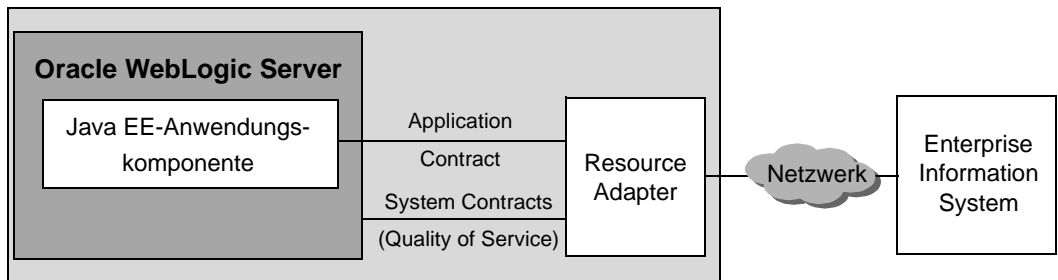 Oracle WebLogic Server
Java EE-Anwendungs-
komponente
Application
Contract
System Contracts
(Quality of Service)
Resource
Adapter
Netzwerk
Enterprise
Information
System